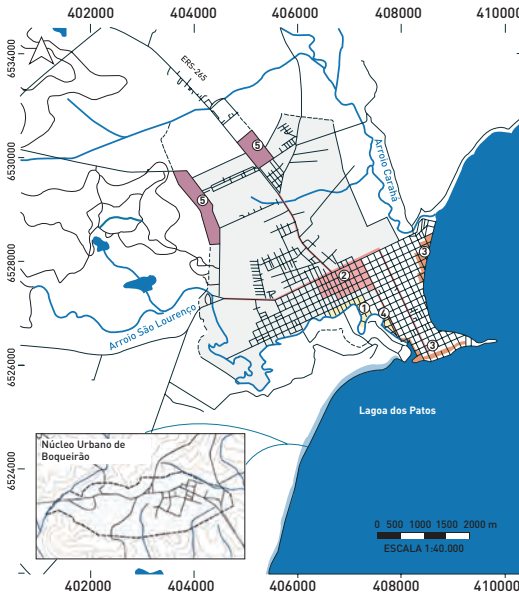 402000 404000 406000 408000 410000
6534000
ERS-265
5
6530000
Arroio Carahá
5
3
2
6528000
Arroio São Lourenço
1
4
3
6526000
Lagoa dos Patos
Núcleo Urbano de
Boqueirão
6524000
0 500 1000 1500 2000 m
ESCALA 1:40.000
402000 404000 406000 408000 410000